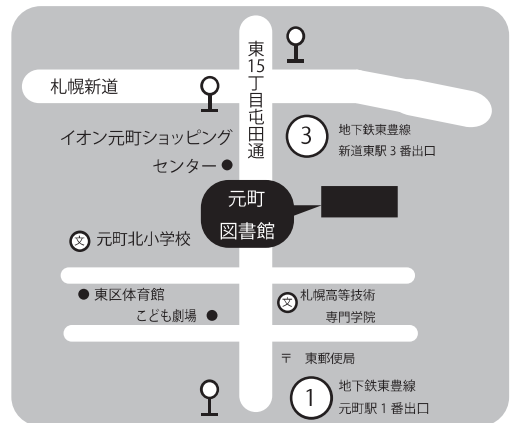 東15丁目屯田通
札幌新道
3
地下鉄東豊線
新道東駅3番出口
イオン元町ショッピング
センター
元町
図書館
文 元町北小学校
東区体育館
こども劇場
文 札幌高等技術
専門学院
〒 東郵便局
1
地下鉄東豊線
元町駅1番出口